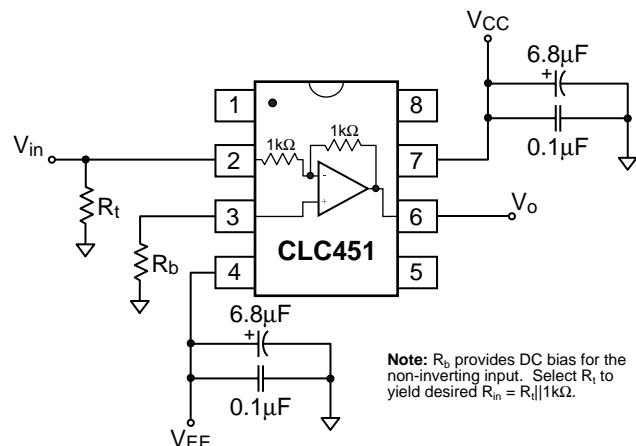 VCC
6.8µF
+
0.1µF
1
8
1kΩ
1kΩ
Vin
2
-
7
Rt
3
+
6
Vo
Rb
CLC451
4
5
6.8µF
+
0.1µF
VEE
Note: Rb provides DC bias for the
non-inverting input. Select Rt to
yield desired Rin = Rt||1kΩ.